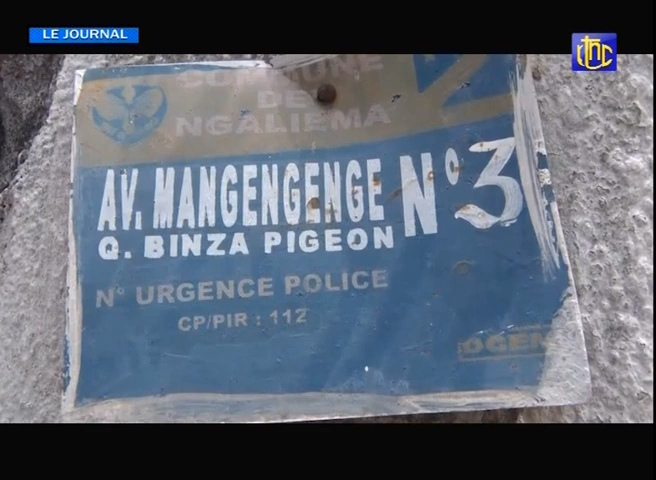 LE JOURNAL
COMMUNE
DE
NGALIEMA
AV. MANGENGENGE N° 3
Q. BINZA PIGEON
N° URGENCE POLICE
CP/PIR : 112